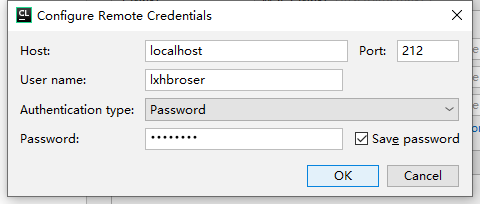 CL Configure Remote Credentials
Host: localhost Port: 212
User name: lxhbroser
Authentication type: Password
Password: •••••••• Save password
OK Cancel